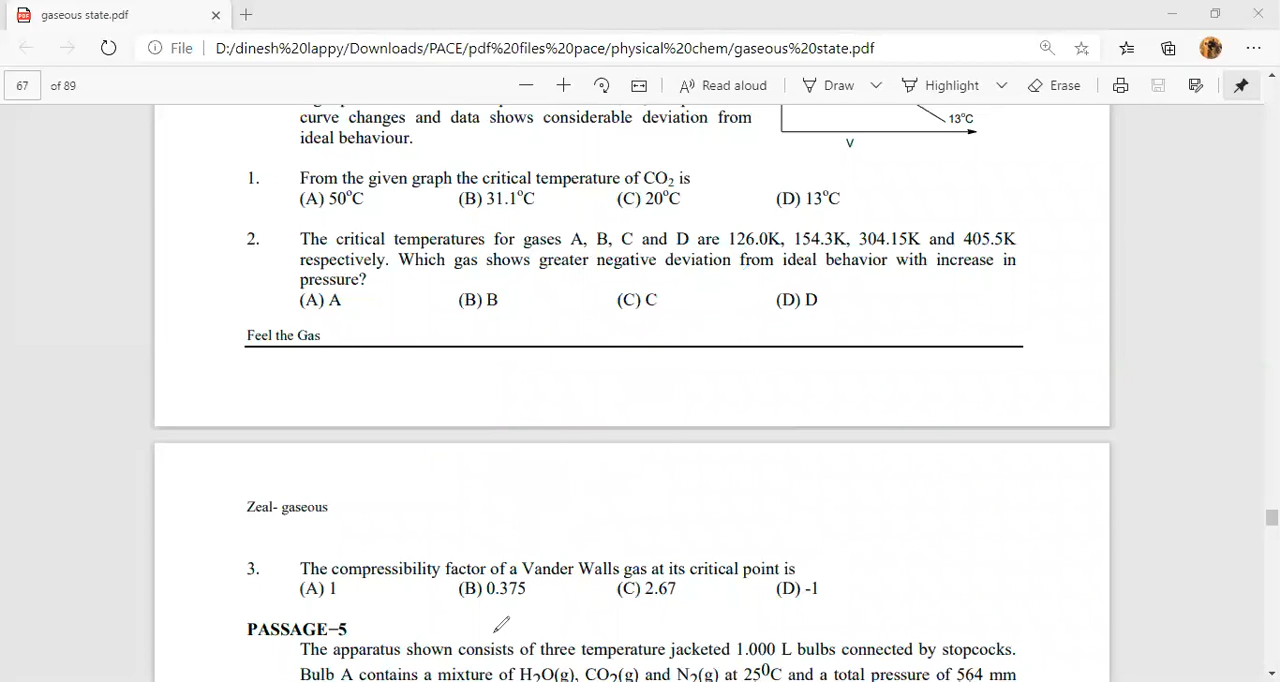 gaseous state.pdf
File D:/dinesh%20lappy/Downloads/PACE/pdf%20files%20pace/physical%20chem/gaseous%20state.pdf
67 of 89 Read aloud Draw Highlight Erase
curve changes and data shows considerable deviation from
ideal behaviour.
13°C
V
1. From the given graph the critical temperature of CO₂ is
(A) 50°C (B) 31.1°C (C) 20°C (D) 13°C
2. The critical temperatures for gases A, B, C and D are 126.0K, 154.3K, 304.15K and 405.5K
respectively. Which gas shows greater negative deviation from ideal behavior with increase in
pressure?
(A) A (B) B (C) C (D) D
Feel the Gas
Zeal- gaseous
3. The compressibility factor of a Vander Walls gas at its critical point is
(A) 1 (B) 0.375 (C) 2.67 (D) -1
PASSAGE–5
The apparatus shown consists of three temperature jacketed 1.000 L bulbs connected by stopcocks.
Bulb A contains a mixture of H₂O(g), CO₂(g) and N₂(g) at 25⁰C and a total pressure of 564 mm